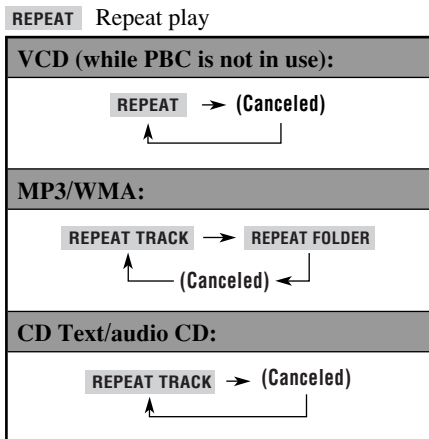 REPEAT Repeat play
VCD (while PBC is not in use):
REPEAT (Canceled)
MP3/WMA:
REPEAT TRACK REPEAT FOLDER
(Canceled)
CD Text/audio CD:
REPEAT TRACK (Canceled)